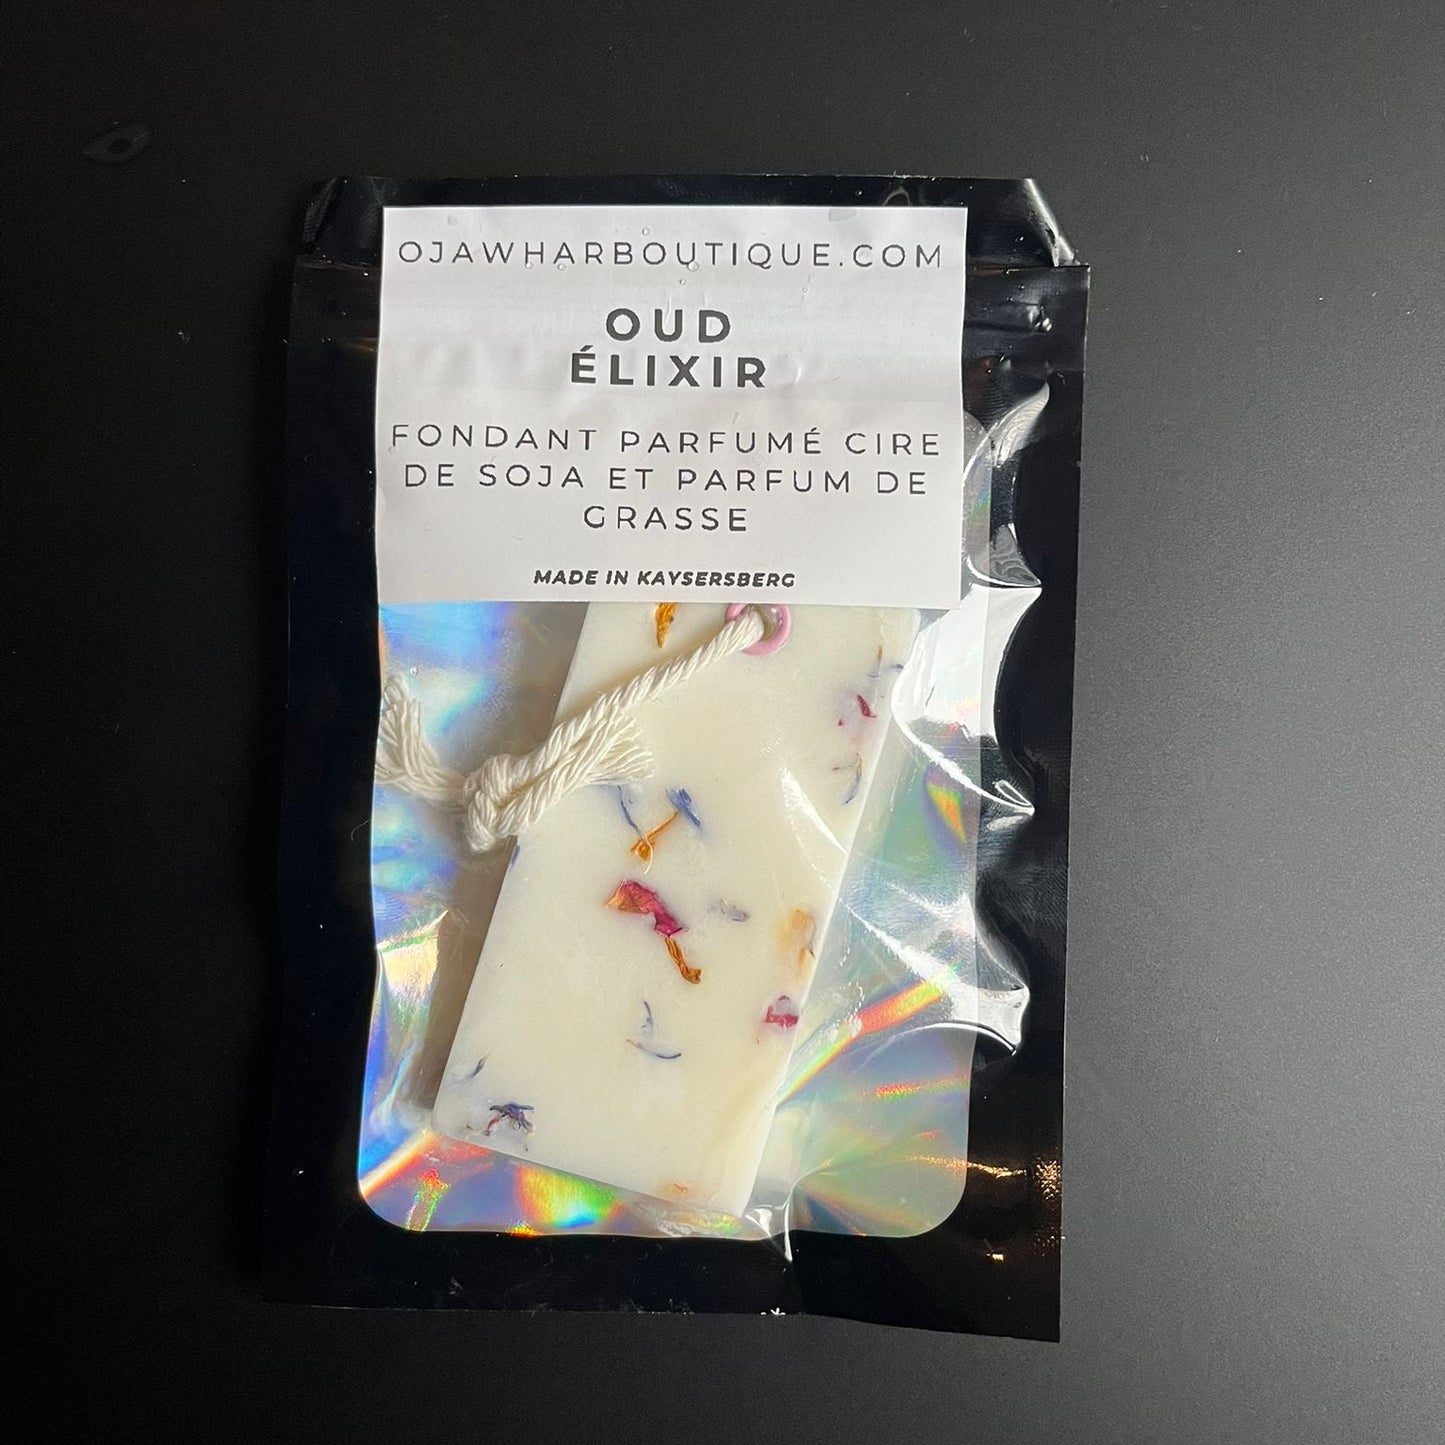 OJAWHARBOUTIQUE.COM
OUD
ÉLIXIR
FONDANT PARFUMÉ CIRE
DE SOJA ET PARFUM DE
GRASSE
MADE IN KAYSERSBERG